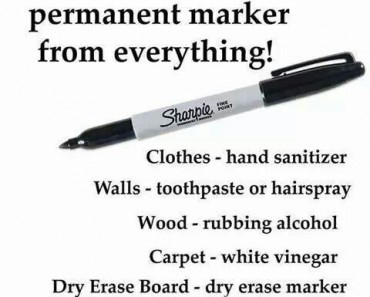 permanent marker
from everything!
Sharpie FINE POINT
Clothes - hand sanitizer
Walls - toothpaste or hairspray
Wood - rubbing alcohol
Carpet - white vinegar
Dry Erase Board - dry erase marker